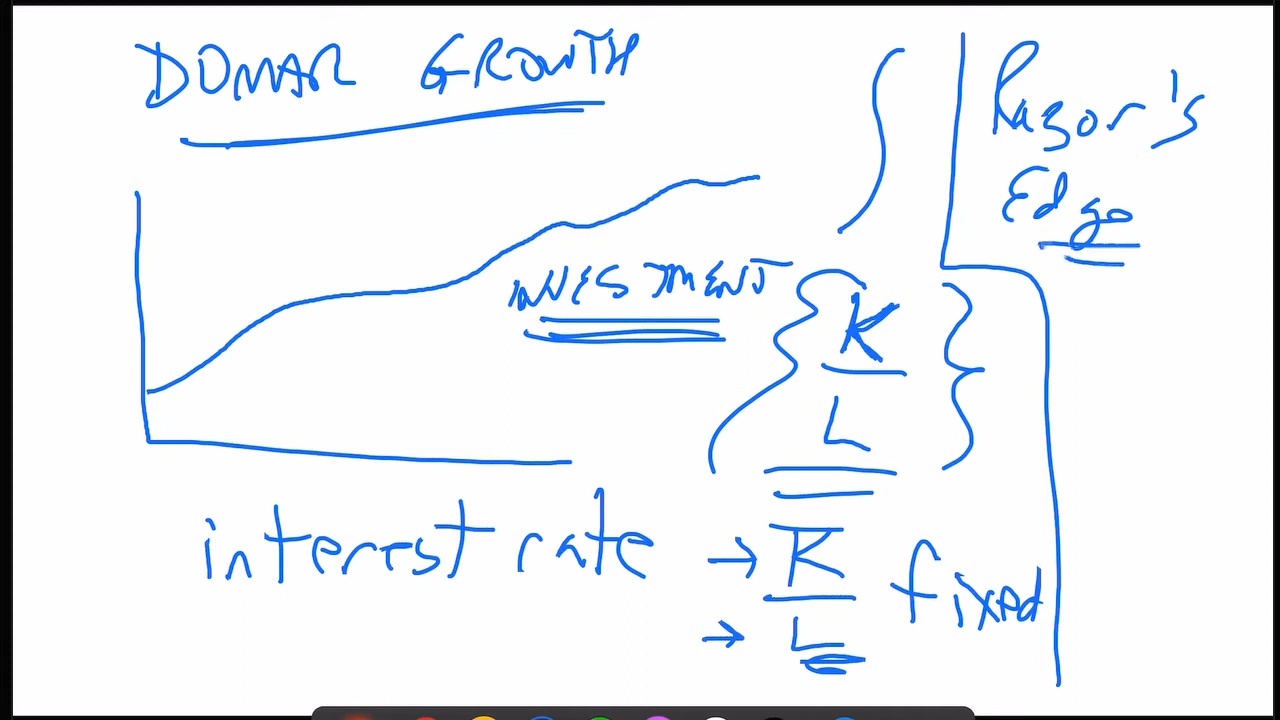 DOMAR GROWTH
Razor's
Edge
INVESTMENT
K
L
interest rate
→ K
→ L
fixed